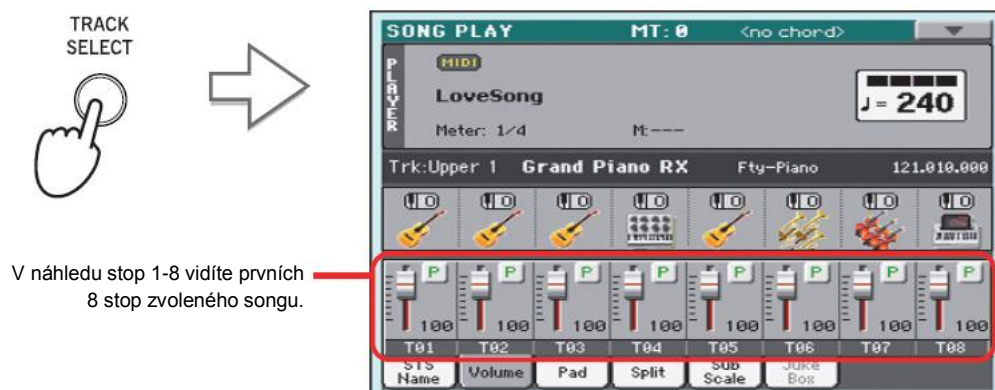 TRACK
SELECT
SONG PLAY MT: 0 <no chord>
PLAYER
MIDI
LoveSong
♩ = 240
Meter: 1/4 M:---
Trk:Upper 1 Grand Piano RX Fty-Piano 121.010.000
V náhledu stop 1-8 vidíte prvních
8 stop zvoleného songu.
P P P P P P P P
100 100 100 100 100 100 100 100
T01 T02 T03 T04 T05 T06 T07 T08
STS Name Volume Pad Split Sub Scale Juke Box